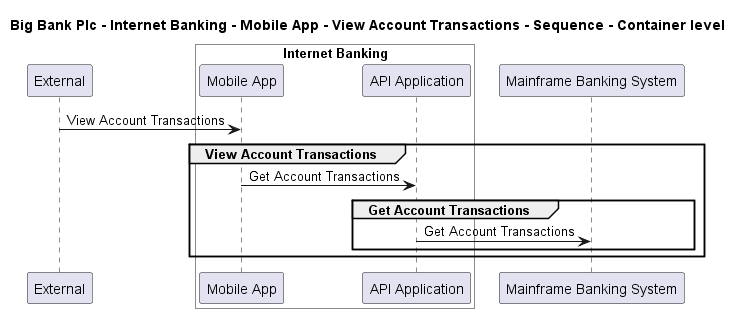 Big Bank Plc - Internet Banking - Mobile App - View Account Transactions - Sequence - Container level
Internet Banking
External
Mobile App
API Application
Mainframe Banking System
View Account Transactions
View Account Transactions
Get Account Transactions
Get Account Transactions
Get Account Transactions
External
Mobile App
API Application
Mainframe Banking System